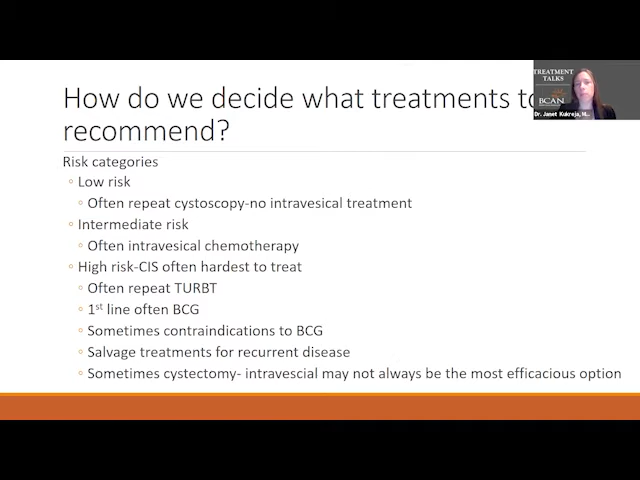 TREATMENT
TALKS
BCAN
Dr. Janet Kukreja, M...
How do we decide what treatments to
recommend?
Risk categories
◦ Low risk
◦ Often repeat cystoscopy-no intravesical treatment
◦ Intermediate risk
◦ Often intravesical chemotherapy
◦ High risk-CIS often hardest to treat
◦ Often repeat TURBT
◦ 1st line often BCG
◦ Sometimes contraindications to BCG
◦ Salvage treatments for recurrent disease
◦ Sometimes cystectomy- intravescial may not always be the most efficacious option